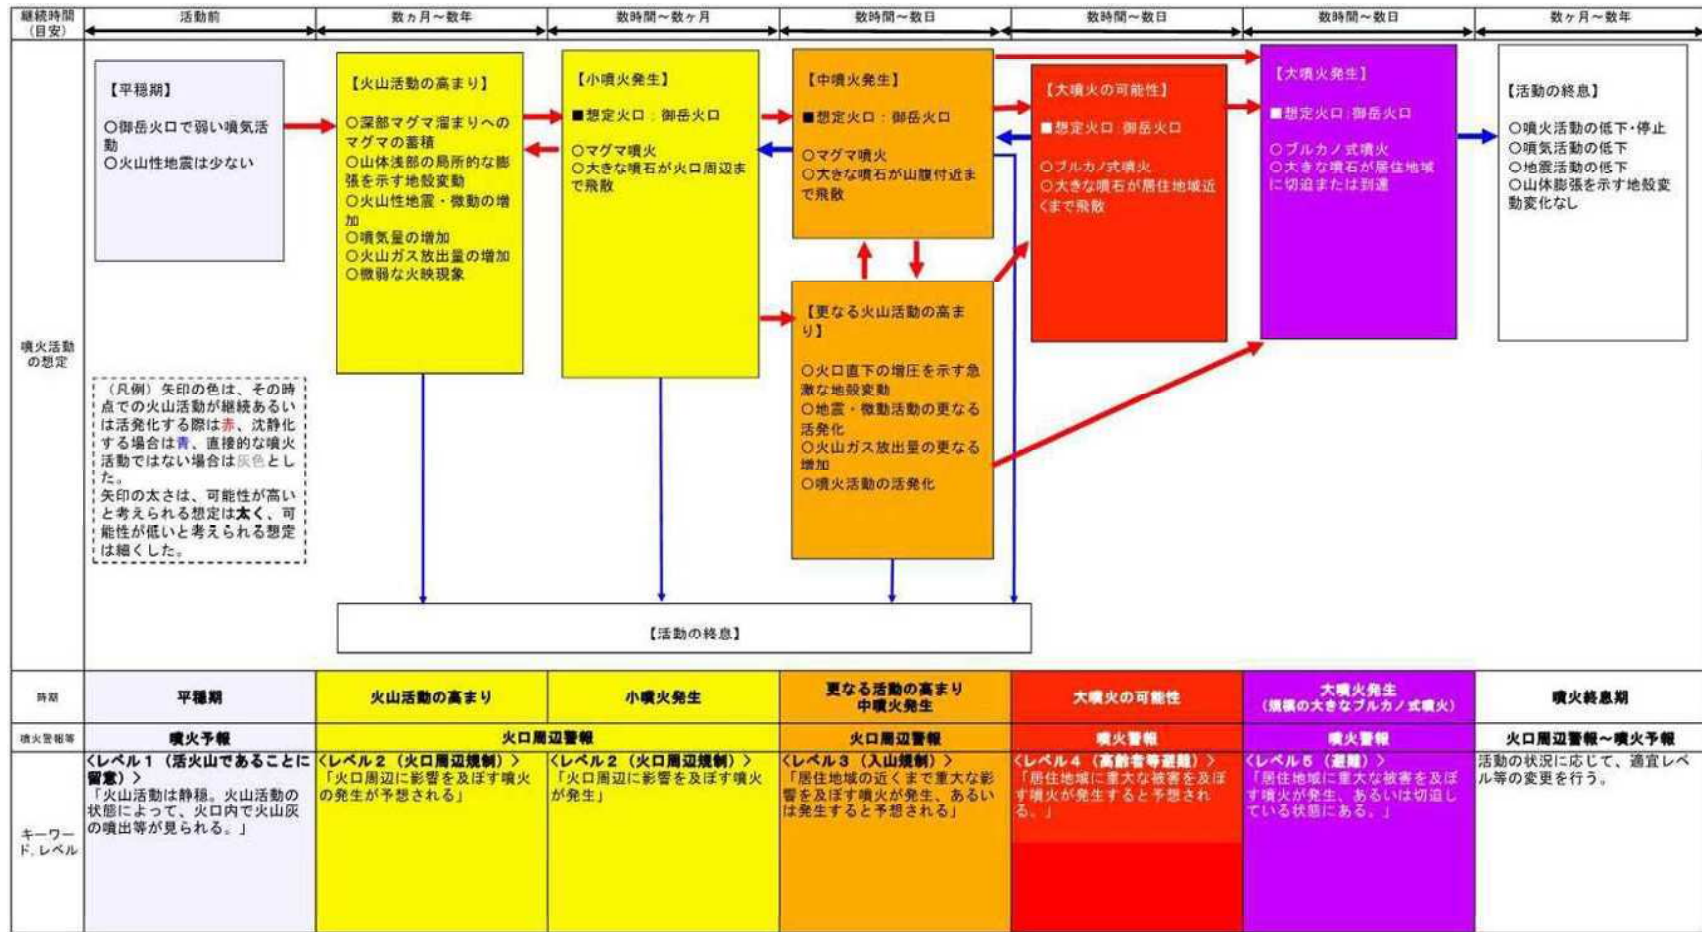 継続時間
(目安)
活動前
数ヵ月～数年
数時間～数ヶ月
数時間～数日
数時間～数日
数時間～数日
数ヶ月～数年
噴火活動
の想定
【平穏期】
○御岳火口で弱い噴気活
動
○火山性地震は少ない
【火山活動の高まり】
○深部マグマ溜まりへの
マグマの蓄積
○山体浅部の局所的な膨
張を示す地殻変動
○火山性地震・微動の増
加
○噴気量の増加
○火山ガス放出量の増加
○微弱な火映現象
【小噴火発生】
■想定火口：御岳火口
○マグマ噴火
○大きな噴石が火口周辺ま
で飛散
【中噴火発生】
■想定火口：御岳火口
○マグマ噴火
○大きな噴石が山腹付近ま
で飛散
【更なる火山活動の高ま
り】
○火口直下の増圧を示す急
激な地殻変動
○地震・微動活動の更なる
活発化
○火山ガス放出量の更なる
増加
○噴火活動の活発化
【大噴火の可能性】
■想定火口：御岳火口
○ブルカノ式噴火
○大きな噴石が居住地域近
くまで飛散
【大噴火発生】
■想定火口：御岳火口
○ブルカノ式噴火
○大きな噴石が居住地域
に切迫または到達
【活動の終息】
○噴火活動の低下・停止
○噴気活動の低下
○地震活動の低下
○山体膨張を示す地殻変
動変化なし
（凡例）矢印の色は、その時
点での火山活動が継続あるい
は活発化する際は赤、沈静化
する場合は青、直接的な噴火
活動ではない場合は灰色とし
た。
矢印の太さは、可能性が高い
と考えられる想定は太く、可
能性が低いと考えられる想定
は細くした。
【活動の終息】
時期
平穏期
火山活動の高まり
小噴火発生
更なる活動の高まり
中噴火発生
大噴火の可能性
大噴火発生
(規模の大きなブルカノ式噴火)
噴火終息期
噴火警報等
噴火予報
火口周辺警報
火口周辺警報
噴火警報
噴火警報
火口周辺警報～噴火予報
キーワー
ド,レベル
＜レベル１（活火山であることに
留意）＞
「火山活動は静穏。火山活動の
状態によって、火口内で火山灰
の噴出等が見られる。」
＜レベル２（火口周辺規制）＞
「火口周辺に影響を及ぼす噴火
の発生が予想される」
＜レベル２（火口周辺規制）＞
「火口周辺に影響を及ぼす噴火
が発生」
＜レベル３（入山規制）＞
「居住地域の近くまで重大な影
響を及ぼす噴火が発生、あるい
は発生すると予想される」
＜レベル４（高齢者等避難）＞
「居住地域に重大な被害を及ぼ
す噴火が発生すると予想され
る。」
＜レベル５（避難）＞
「居住地域に重大な被害を及ぼ
す噴火が発生、あるいは切迫し
ている状態にある。」
活動の状況に応じて、適宜レベ
ル等の変更を行う。